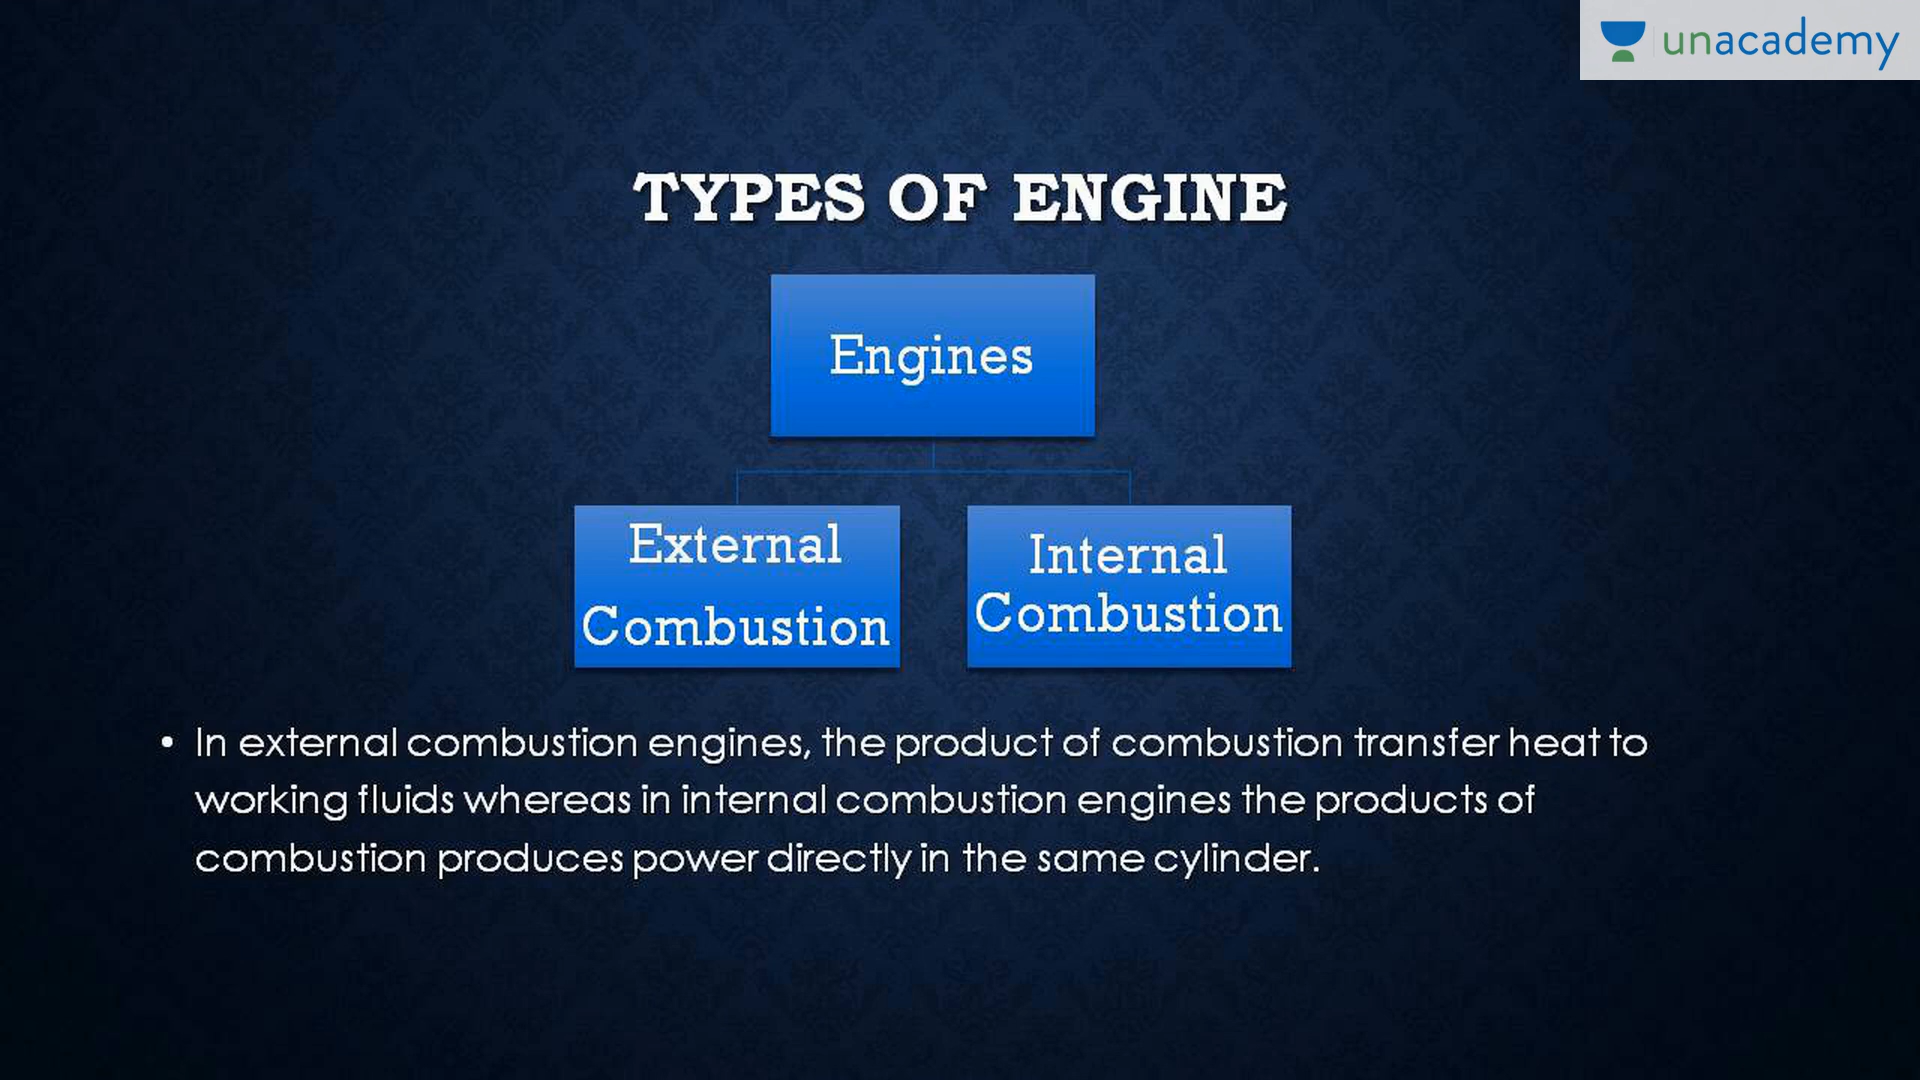 unacademy
TYPES OF ENGINE
Engines
External
Combustion
Internal
Combustion
• In external combustion engines, the product of combustion transfer heat to
working fluids whereas in internal combustion engines the products of
combustion produces power directly in the same cylinder.